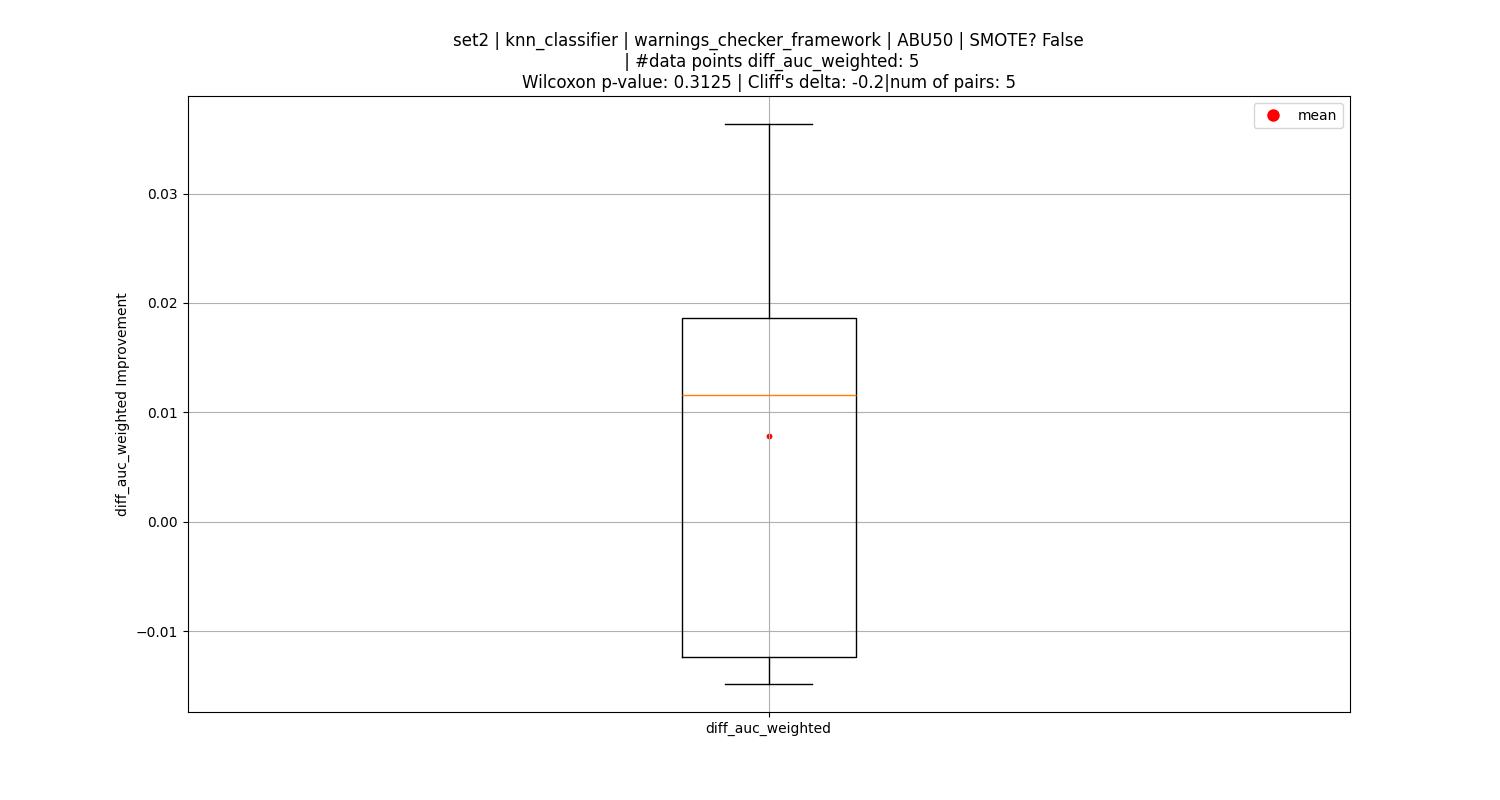 set2 | knn_classifier | warnings_checker_framework | ABU50 | SMOTE? False
| #data points diff_auc_weighted: 5
Wilcoxon p-value: 0.3125 | Cliff's delta: -0.2|num of pairs: 5
mean
0.03
0.02
0.01
0.00
−0.01
diff_auc_weighted Improvement
diff_auc_weighted